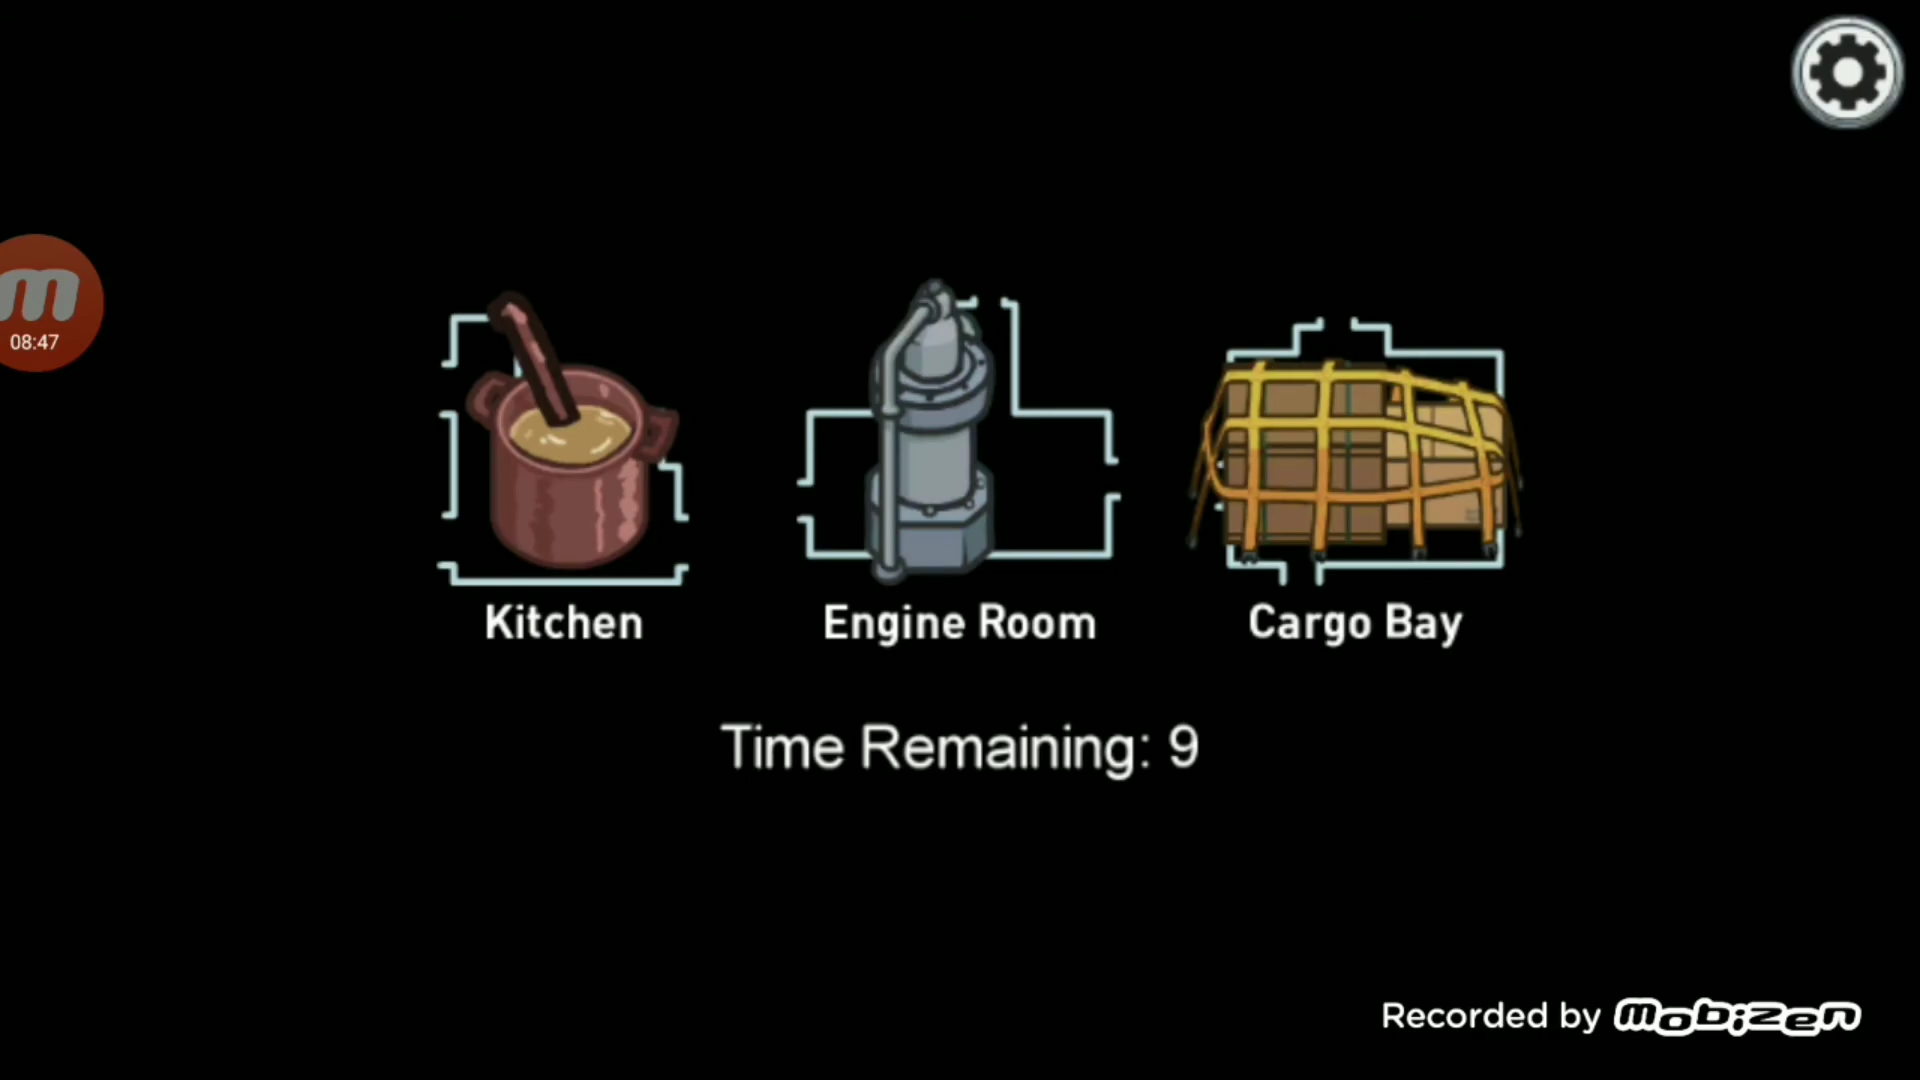 m
08:47
Kitchen Engine Room Cargo Bay
Time Remaining: 9
Recorded by mobizen